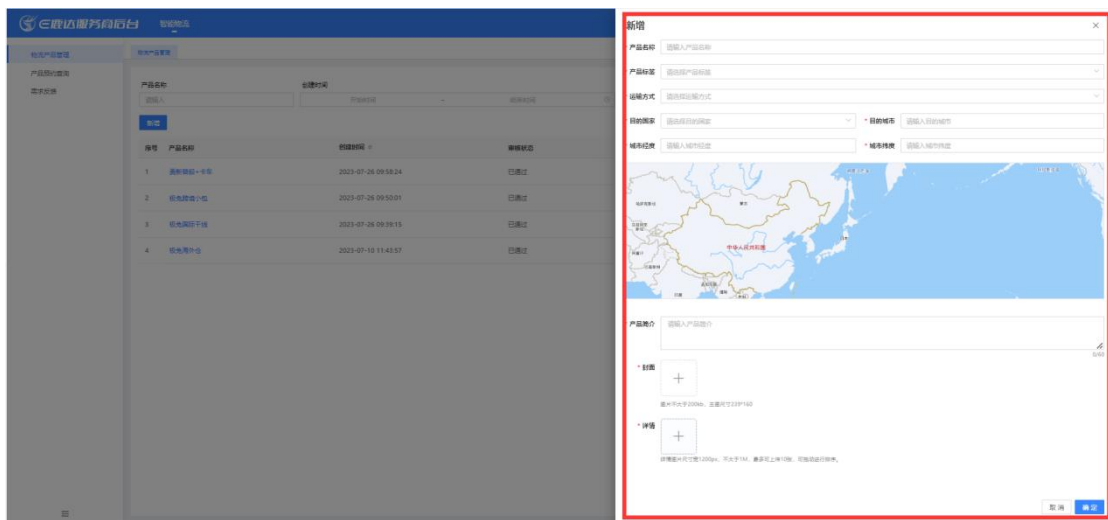 E鹿达服务商后台 智能物流
物流产品管理
产品预约查询
需求反馈
物流产品管理
产品名称 创建时间
请输入 开始时间 - 结束时间
新增
序号 产品名称 创建时间 审核状态
1 2023-07-26 09:58:24 已通过
2 极兔跨境小包 2023-07-26 09:50:01 已通过
3 极兔国际干线 2023-07-26 09:39:15 已通过
4 极兔海外仓 2023-07-10 11:43:57 已通过
新增 ×
* 产品名称 请输入产品名称
* 产品标签 请选择产品标签
* 运输方式 请选择运输方式
* 目的国家 请选择目的国家 * 目的城市 请输入目的城市
* 城市经度 请输入城市经度 * 城市纬度 请输入城市纬度
蒙古
中华人民共和国
日本
印度
* 产品简介 请输入产品简介
0/60
* 封面
图片不大于200kb，主图尺寸220*160
* 详情
详情图片尺寸宽1200px，不大于1M，最多可上传10张，可拖动进行排序。
取消 确定